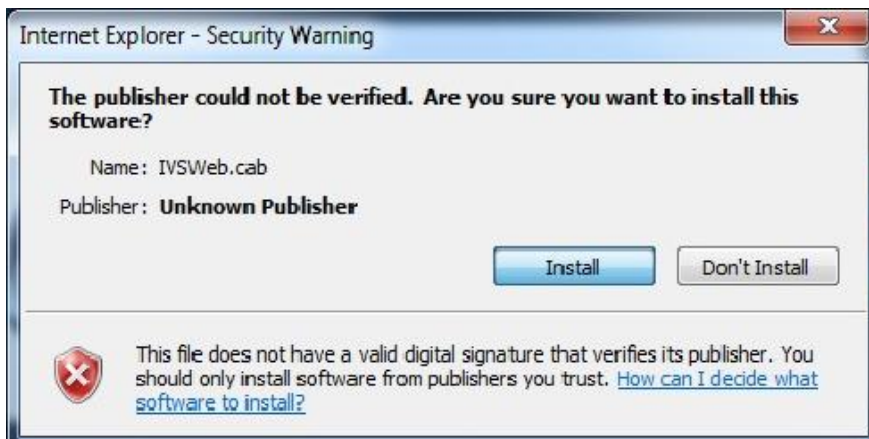 Internet Explorer - Security Warning
The publisher could not be verified. Are you sure you want to install this
software?
Name: IVSWeb.cab
Publisher: Unknown Publisher
Install
Don't Install
This file does not have a valid digital signature that verifies its publisher. You
should only install software from publishers you trust. How can I decide what
software to install?